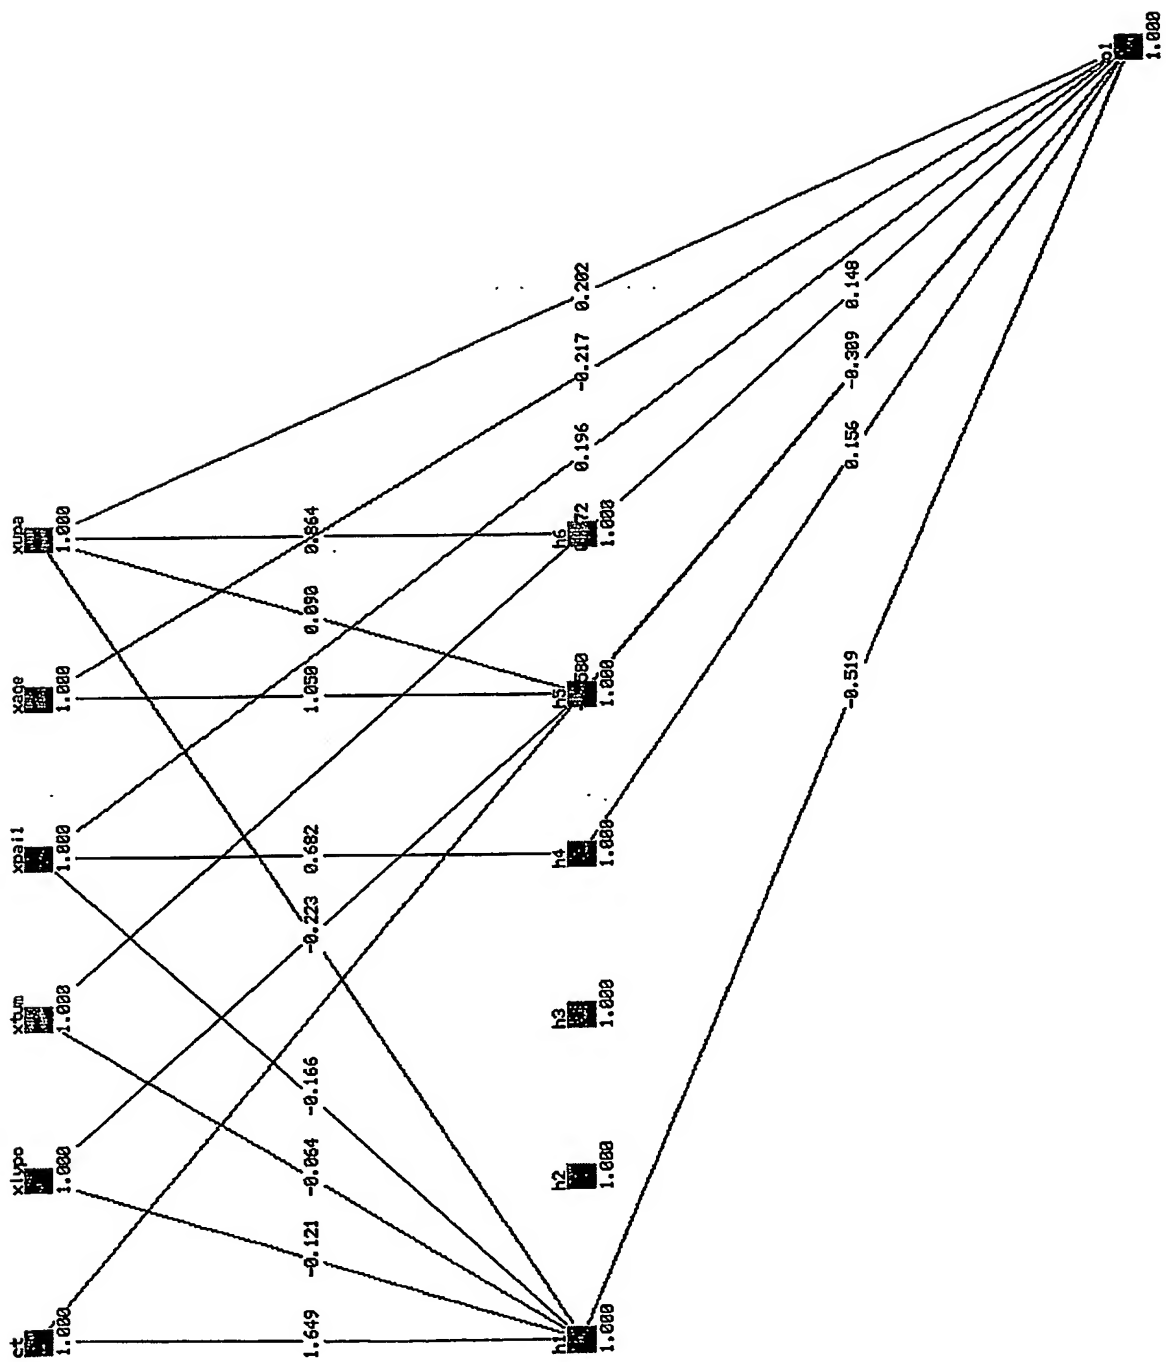 ct xlypo xtum xpail xage xupa
1.000 1.000 1.000 1.000 1.000 1.000
1.649 -0.121 -0.064 -0.166 -0.223 0.682 1.050 0.090 0.864
h1 h2 h3 h4 h5 h6
0.196 -0.217 0.202
1.000 1.000 1.000 1.000 1.000 1.000
-0.519 0.156 -0.309 0.148
o1
1.000